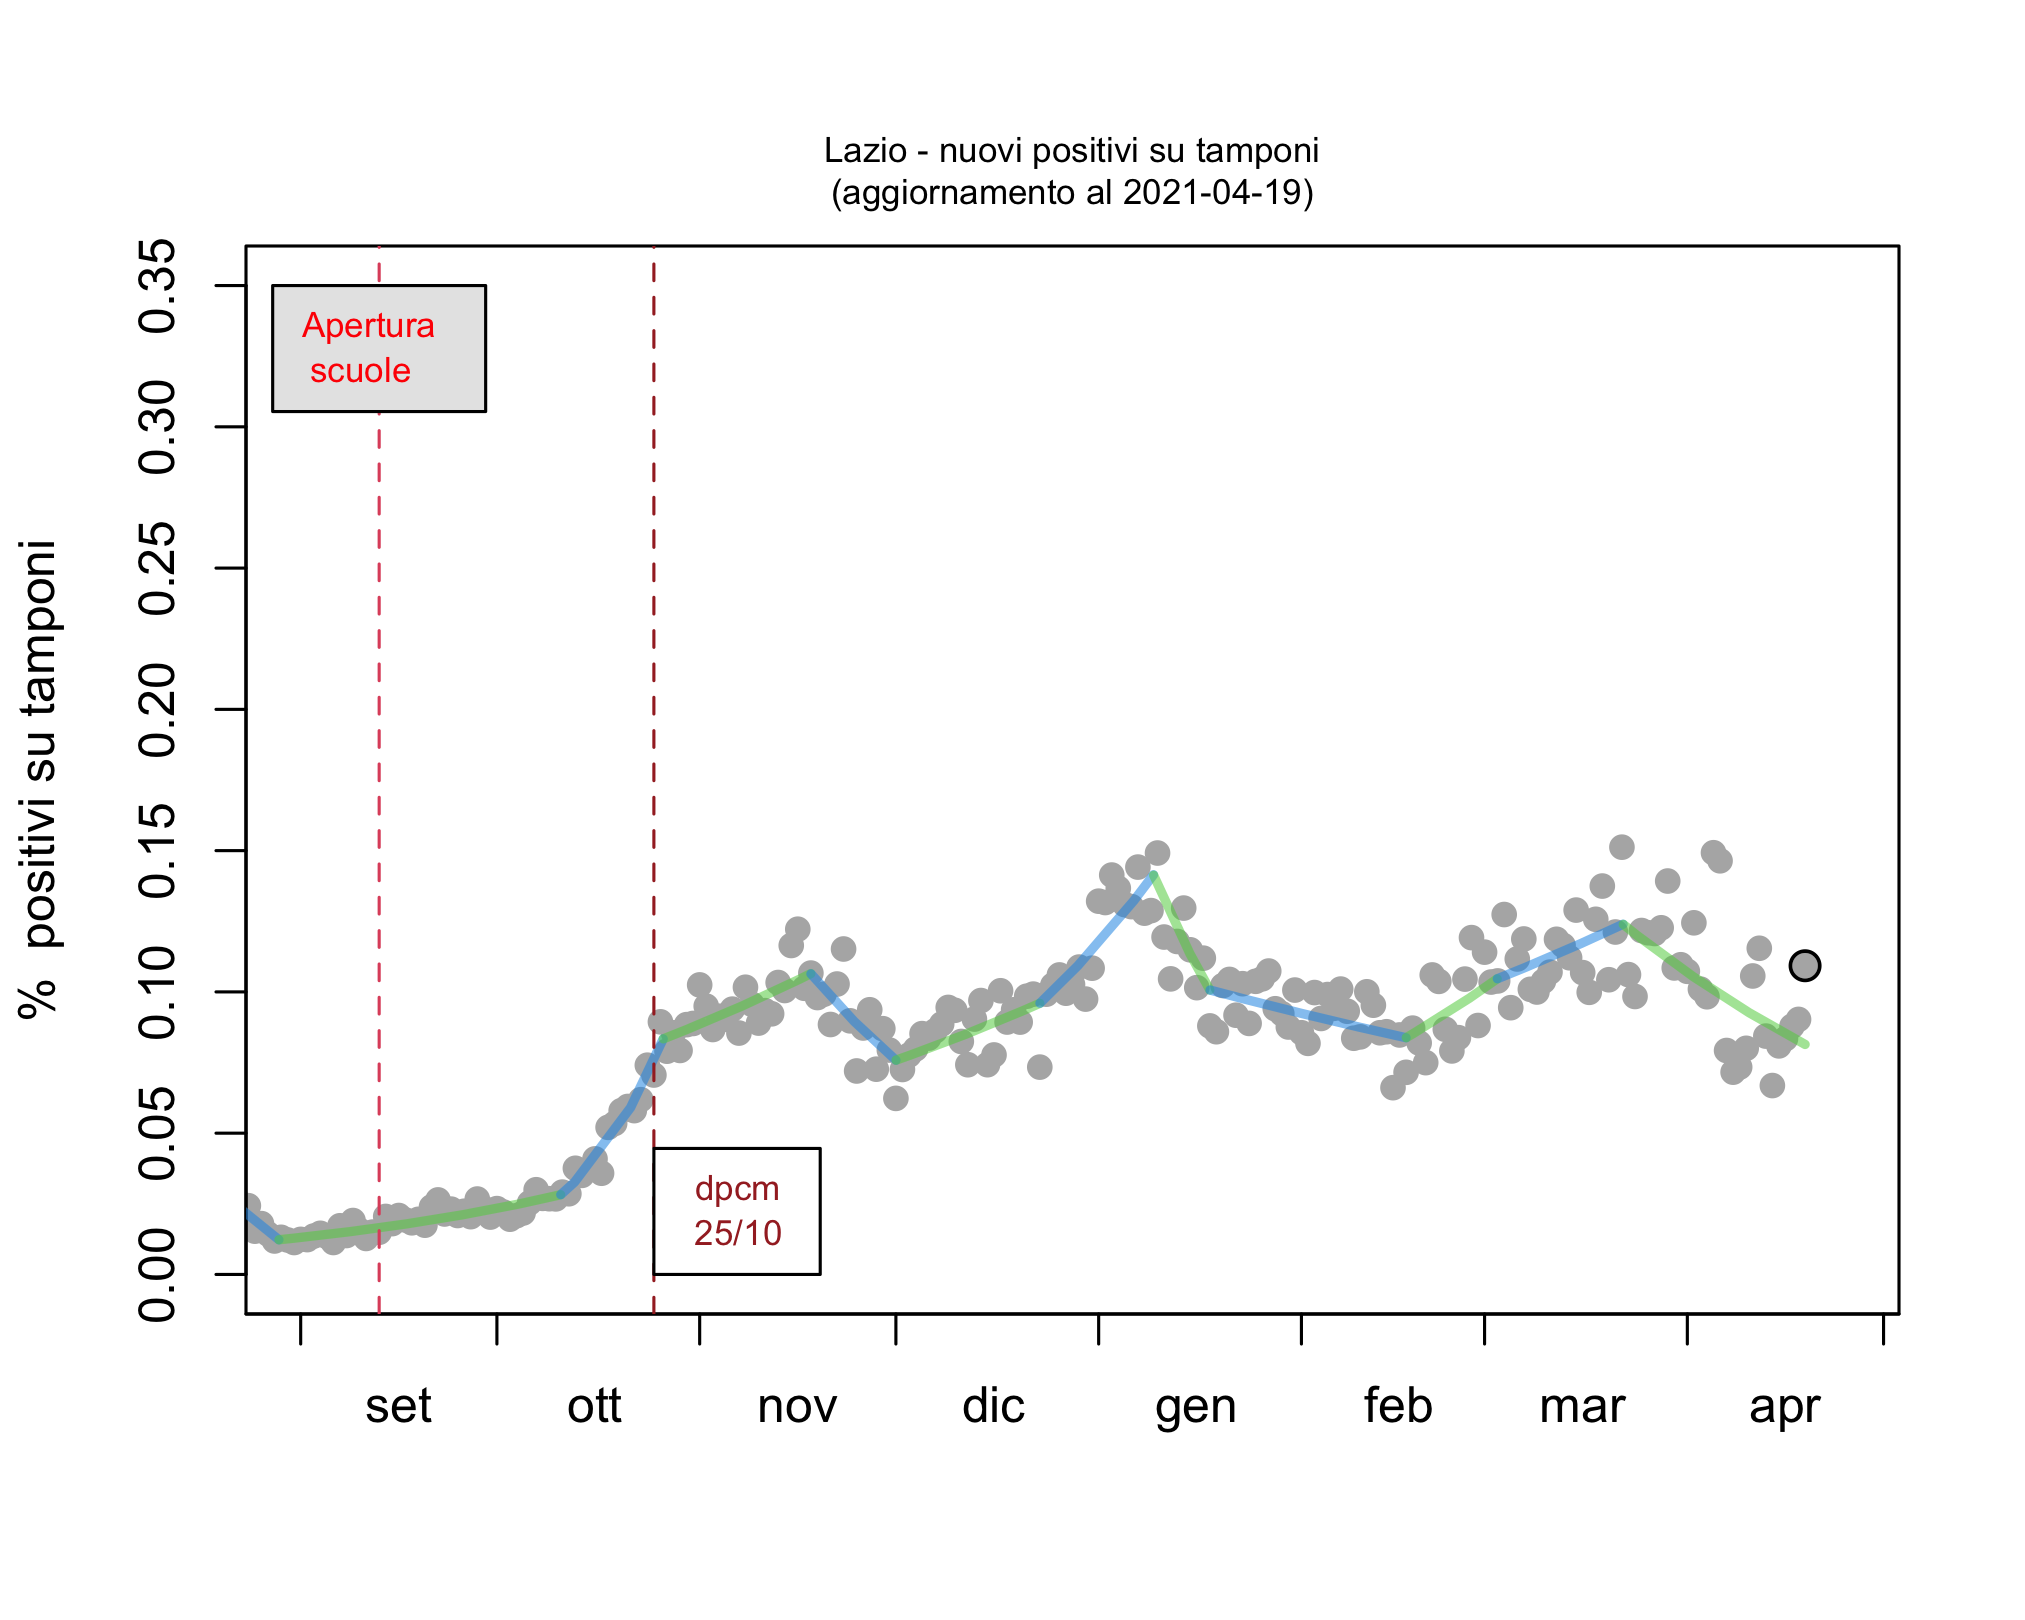 Lazio - nuovi positivi su tamponi
(aggiornamento al 2021-04-19)
% positivi su tamponi
0.35
0.30
0.25
0.20
0.15
0.10
0.05
0.00
Apertura
scuole
dpcm
25/10
set ott nov dic gen feb mar apr